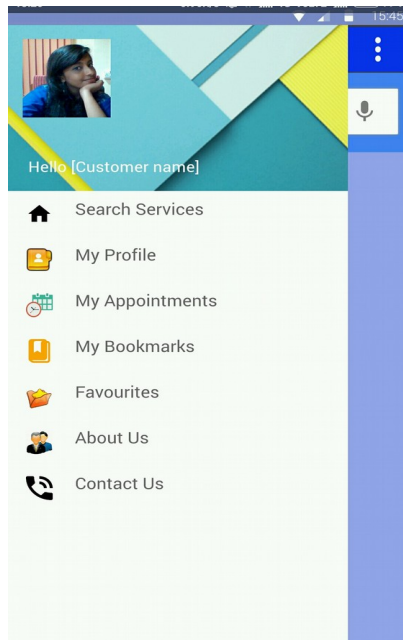 15:45
Hello [Customer name]
Search Services
My Profile
My Appointments
My Bookmarks
Favourites
About Us
Contact Us